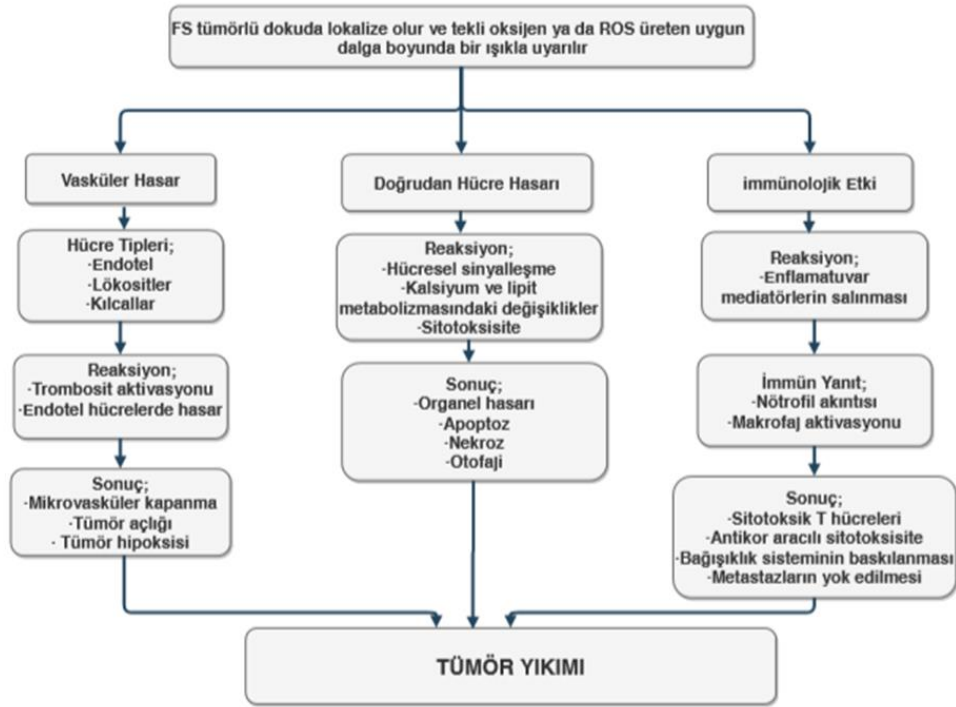 FS tümörlü dokuda lokalize olur ve tekli oksijen ya da ROS üreten uygun
dalga boyunda bir ışıkla uyarılır
Vasküler Hasar
Hücre Tipleri;
-Endotel
-Lökositler
-Kılcallar
Reaksiyon;
-Trombosit aktivasyonu
-Endotel hücrelerde hasar
Sonuç;
-Mikrovasküler kapanma
-Tümör açlığı
- Tümör hipoksisi
Doğrudan Hücre Hasarı
Reaksiyon;
-Hücresel sinyalleşme
-Kalsiyum ve lipit
metabolizmasındaki değişiklikler
-Sitotoksisite
Sonuç;
-Organel hasarı
-Apoptoz
-Nekroz
-Otofaji
immünolojik Etki
Reaksiyon;
-Enflamatuvar
mediatörlerin salınması
İmmün Yanıt;
-Nötrofil akıntısı
-Makrofaj aktivasyonu
Sonuç;
-Sitotoksik T hücreleri
-Antikor aracılı sitotoksisite
-Bağışıklık sisteminin baskılanması
-Metastazların yok edilmesi
TÜMÖR YIKIMI